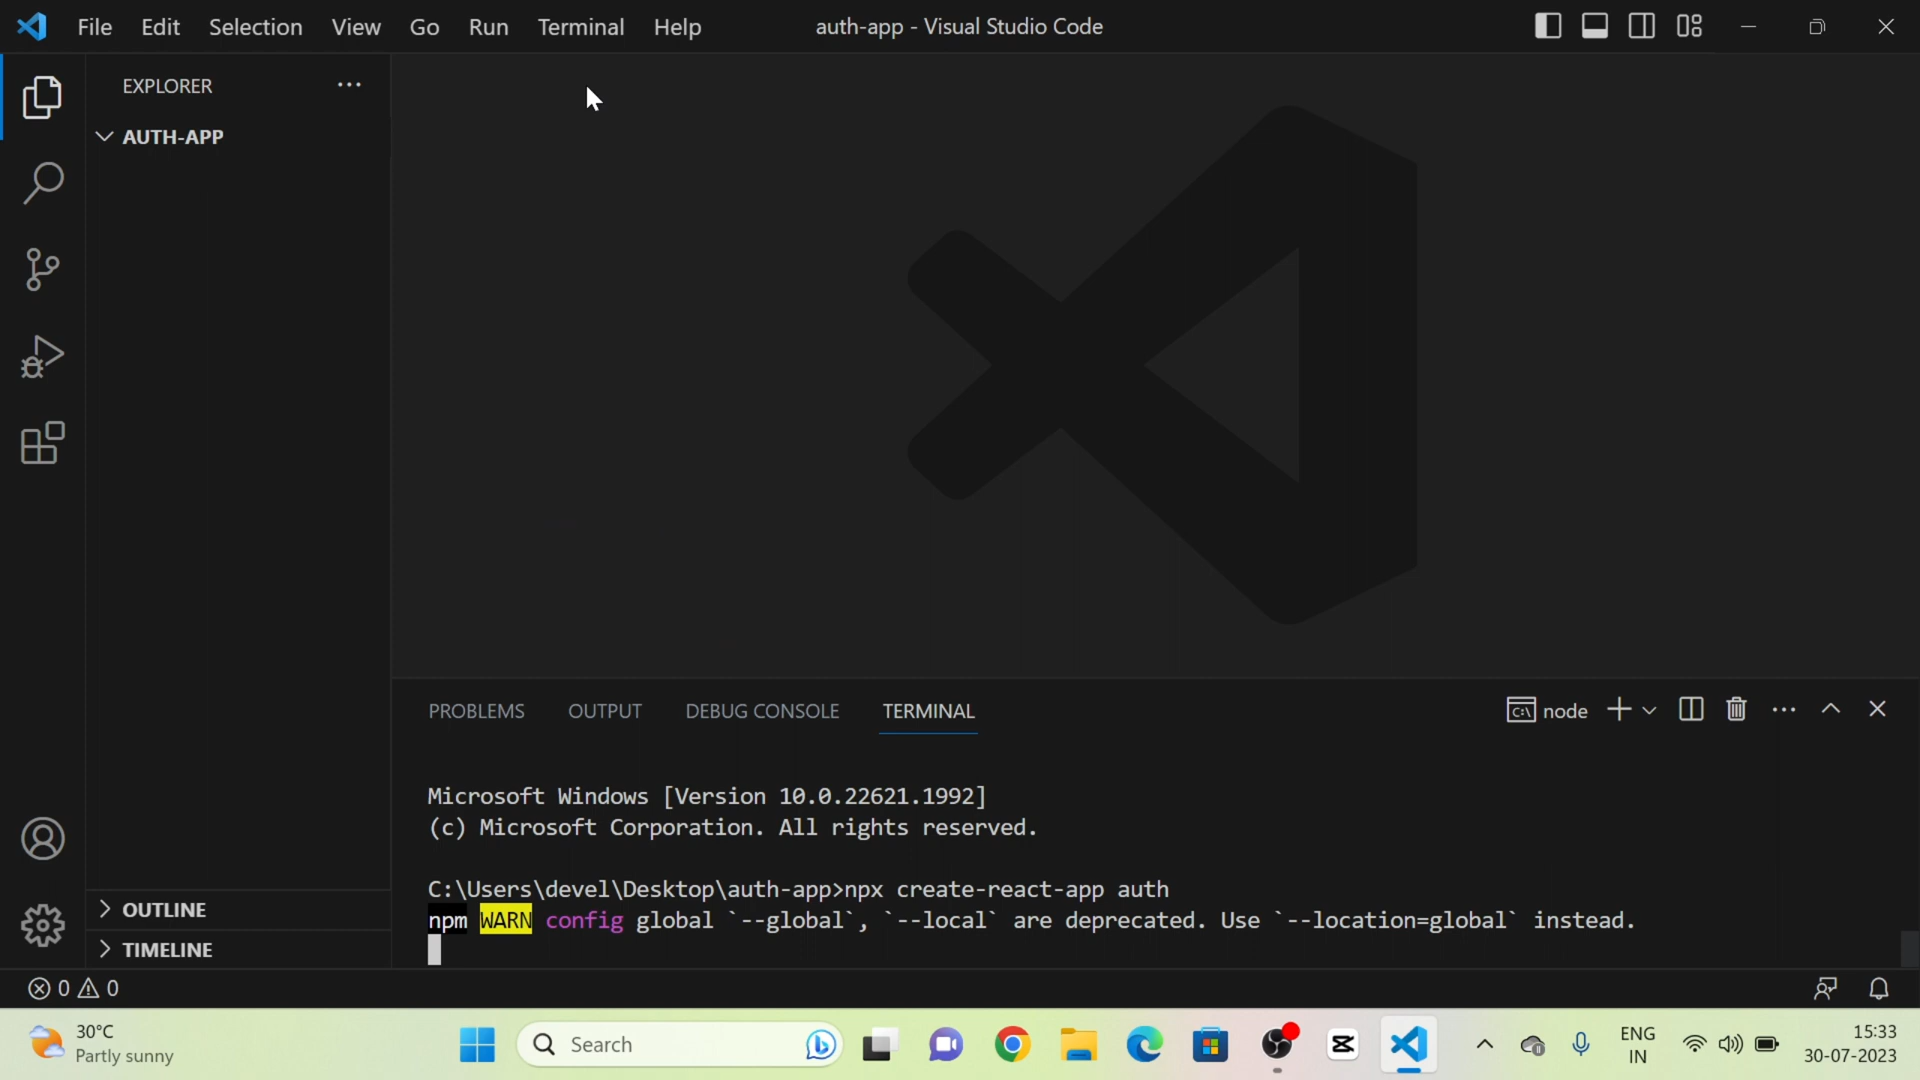 File Edit Selection View Go Run Terminal Help auth-app - Visual Studio Code
EXPLORER
AUTH-APP
OUTLINE
TIMELINE
PROBLEMS OUTPUT DEBUG CONSOLE TERMINAL node
Microsoft Windows [Version 10.0.22621.1992]
(c) Microsoft Corporation. All rights reserved.
C:\Users\devel\Desktop\auth-app>npx create-react-app auth
npm WARN config global `--global`, `--local` are deprecated. Use `--location=global` instead.
0 0
30°C
Partly sunny
Search
ENG
IN
15:33
30-07-2023